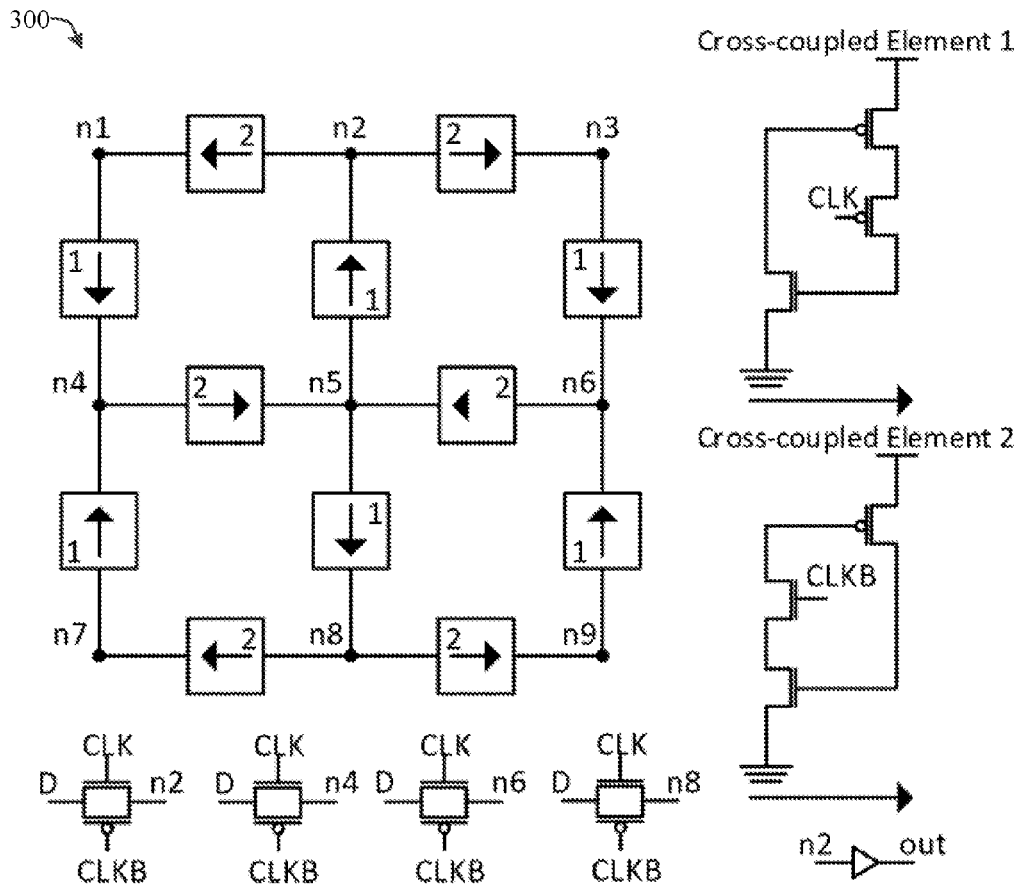 300
Cross-coupled Element 1
n1 2 n2 2 n3
CLK
1 1 1
n4 2 n5 2 n6
Cross-coupled Element 2
1 1 1
CLKB
n7 2 n8 2 n9
CLK CLK CLK CLK
D n2 D n4 D n6 D n8
CLKB CLKB CLKB CLKB
n2 out